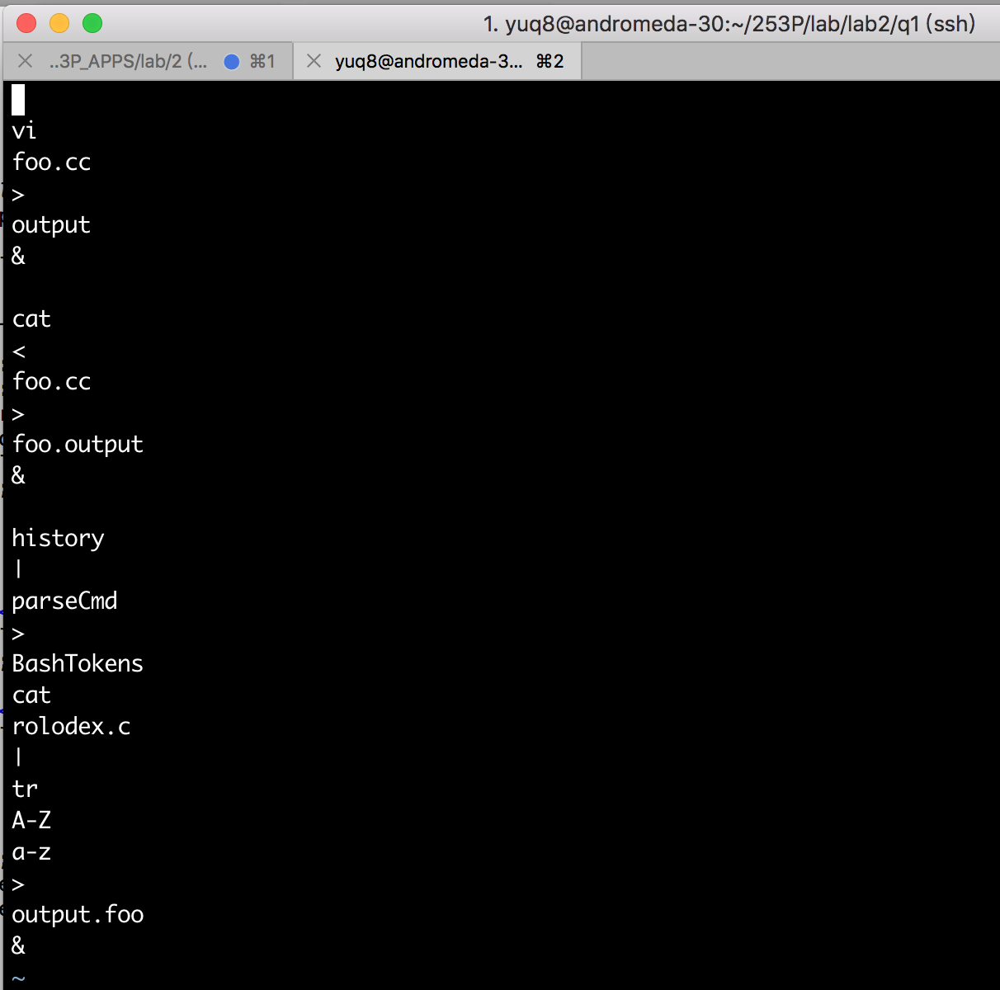 1. yuq8@andromeda-30:~/253P/lab/lab2/q1 (ssh)
..3P_APPS/lab/2 (... ⌘1 yuq8@andromeda-3... ⌘2
vi
foo.cc
>
output
&
cat
<
foo.cc
>
foo.output
&
history
|
parseCmd
>
BashTokens
cat
rolodex.c
|
tr
A-Z
a-z
>
output.foo
&
~